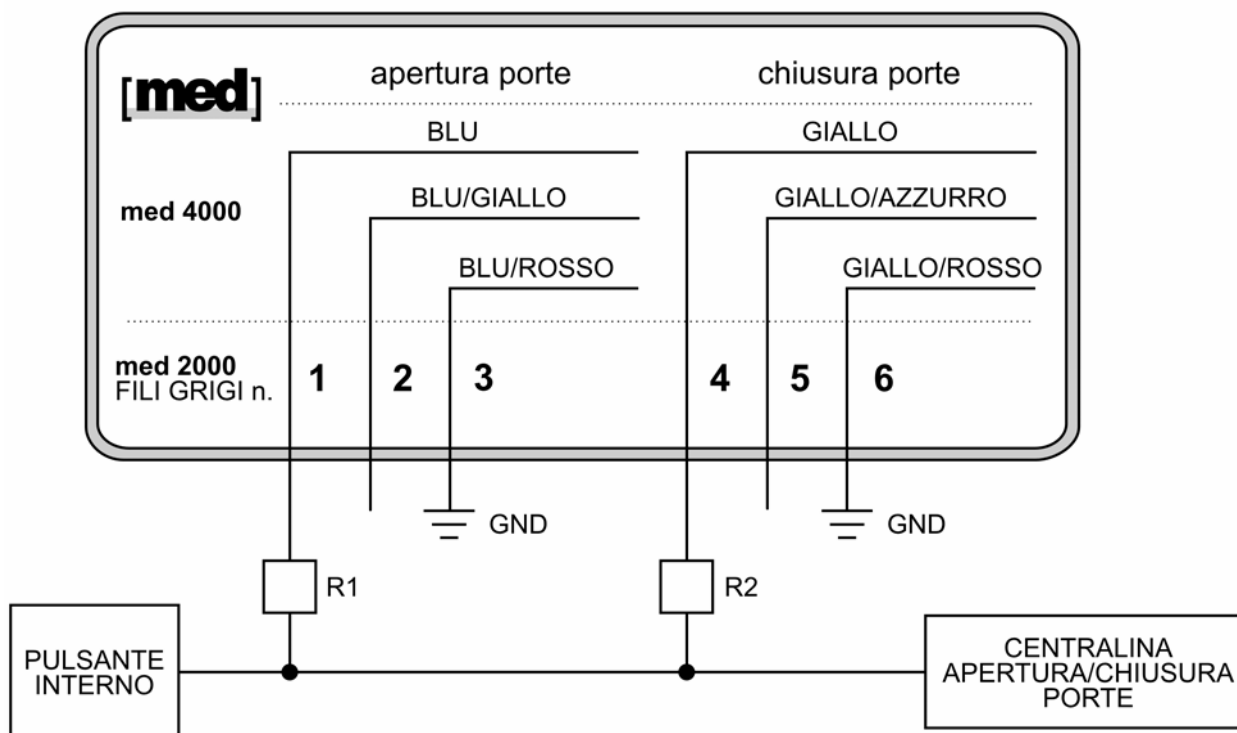 [med]
apertura porte
chiusura porte
BLU
GIALLO
med 4000
BLU/GIALLO
GIALLO/AZZURRO
BLU/ROSSO
GIALLO/ROSSO
med 2000
FILI GRIGI n.
1
2
3
4
5
6
GND
GND
R1
R2
PULSANTE
INTERNO
CENTRALINA
APERTURA/CHIUSURA
PORTE